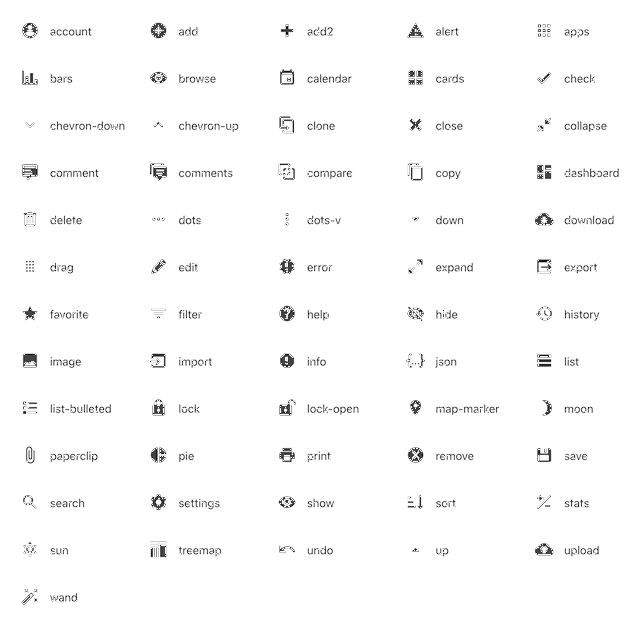 account add add2 alert apps
bars browse calendar cards check
chevron-down chevron-up clone close collapse
comment comments compare copy dashboard
delete dots dots-v down download
drag edit error expand export
favorite filter help hide history
image import info json list
list-bulleted lock lock-open map-marker moon
paperclip pie print remove save
search settings show sort stats
sun treemap undo up upload
wand